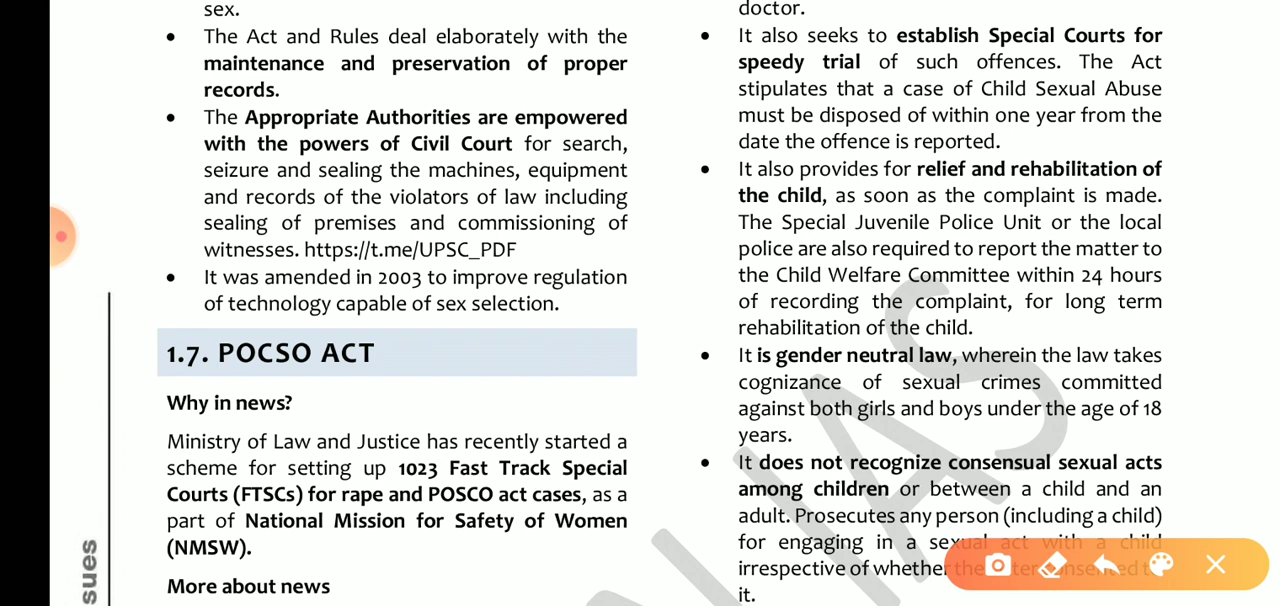 sex.
• The Act and Rules deal elaborately with the
maintenance and preservation of proper
records.
• The Appropriate Authorities are empowered
with the powers of Civil Court for search,
seizure and sealing the machines, equipment
and records of the violators of law including
sealing of premises and commissioning of
witnesses. https://t.me/UPSC_PDF
• It was amended in 2003 to improve regulation
of technology capable of sex selection.
1.7. POCSO ACT
Why in news?
Ministry of Law and Justice has recently started a
scheme for setting up 1023 Fast Track Special
Courts (FTSCs) for rape and POSCO act cases, as a
part of National Mission for Safety of Women
(NMSW).
More about news
doctor.
• It also seeks to establish Special Courts for
speedy trial of such offences. The Act
stipulates that a case of Child Sexual Abuse
must be disposed of within one year from the
date the offence is reported.
• It also provides for relief and rehabilitation of
the child, as soon as the complaint is made.
The Special Juvenile Police Unit or the local
police are also required to report the matter to
the Child Welfare Committee within 24 hours
of recording the complaint, for long term
rehabilitation of the child.
• It is gender neutral law, wherein the law takes
cognizance of sexual crimes committed
against both girls and boys under the age of 18
years.
• It does not recognize consensual sexual acts
among children or between a child and an
adult. Prosecutes any person (including a child)
for engaging in a sexual act with a child
irrespective of whether
it.
sues
IAS